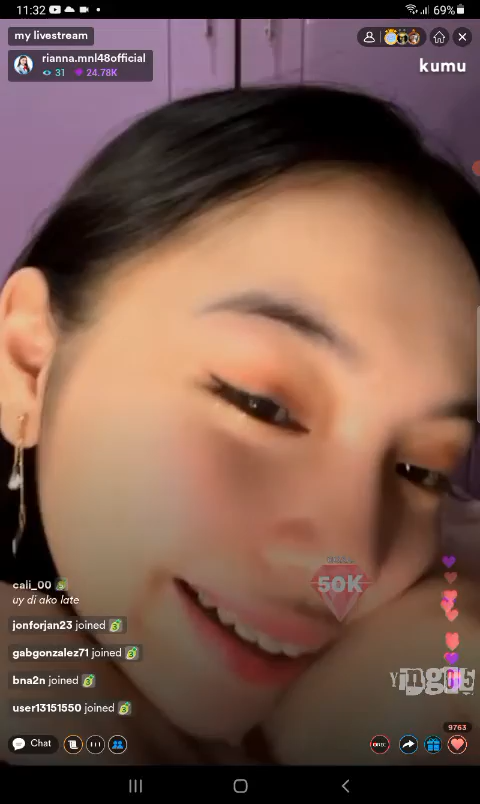 11:32
69%
my livestream
rianna.mnl48official
31 24.78K
kumu
50K
cali_00
uy di ako late
jonforjan23 joined
gabgonzalez71 joined
bna2n joined
user13151550 joined
Chat
9763